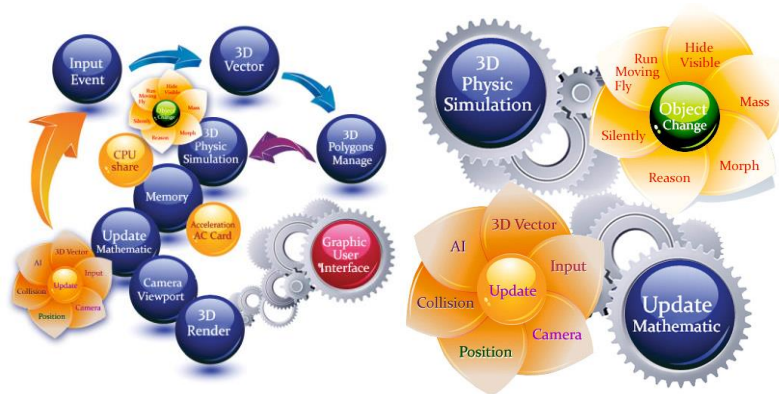 Input
Event
3D
Vector
Hide
Visible
Run
Moving
Fly
Object
Change
Mass
Silently
Morph
Reason
3D
Physic
Simulation
3D
Polygons
Manage
CPU
share
Memory
Acceleration
AC Card
Update
Mathematic
Graphic
User
Interface
Camera
Viewport
3D
Render
3D Vector
AI
Input
Update
Collision
Camera
Position
3D
Physic
Simulation
Hide
Visible
Run
Moving
Fly
Object
Change
Mass
Silently
Morph
Reason
3D Vector
AI
Input
Update
Collision
Camera
Position
Update
Mathematic